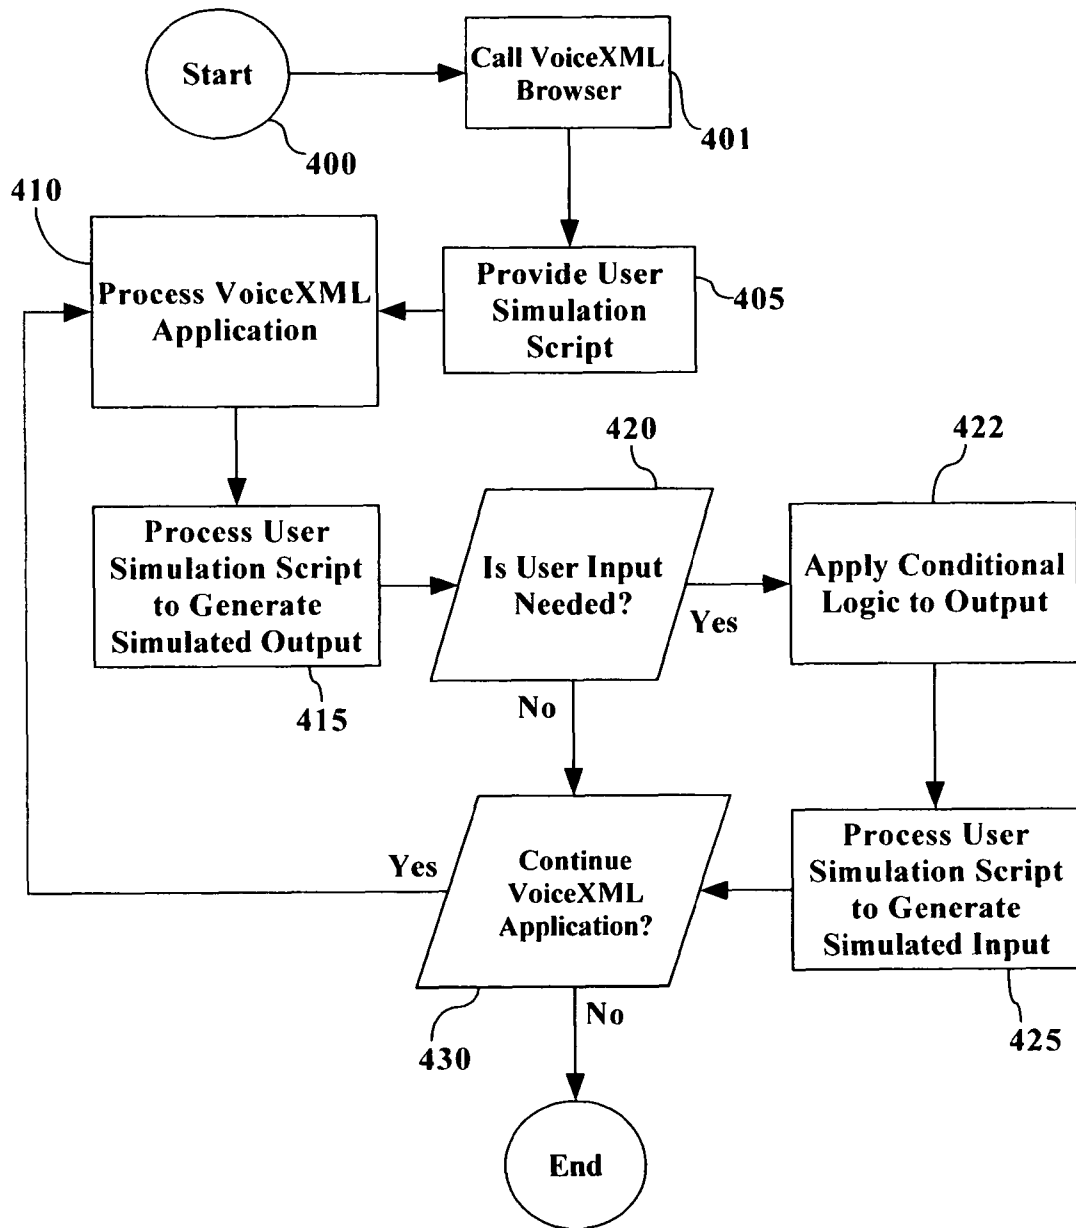 Start
400
Call VoiceXML
Browser
401
410
Process VoiceXML
Application
Provide User
Simulation
Script
405
420
422
Process User
Simulation Script
to Generate
Simulated Output
415
Is User Input
Needed?
Yes
No
Apply Conditional
Logic to Output
Yes
Continue
VoiceXML
Application?
430
No
Process User
Simulation Script
to Generate
Simulated Input
425
End